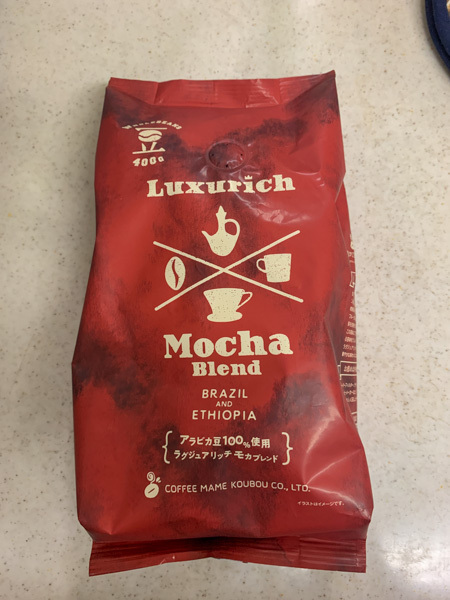 豆
400G
Luxurich
Mocha
Blend
BRAZIL
AND
ETHIOPIA
アラビカ豆100%使用
ラグジュアリッチ モカブレンド
COFFEE MAME KOUBOU CO., LTD.
イラストはイメージです。